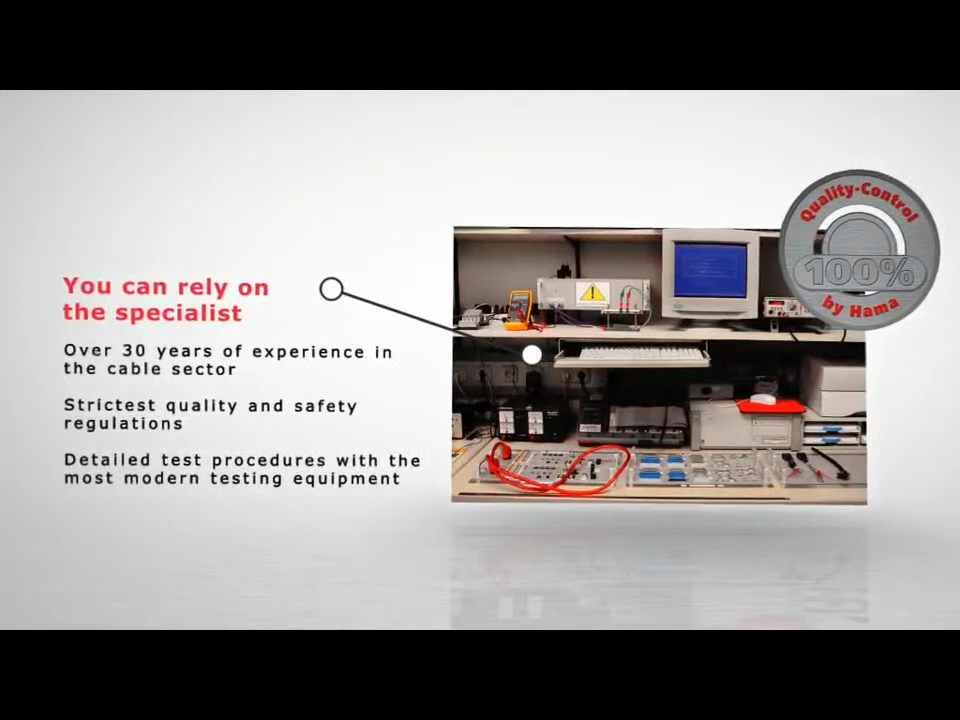 You can rely on
the specialist
Over 30 years of experience in
the cable sector
Strictest quality and safety
regulations
Detailed test procedures with the
most modern testing equipment
Quality-Control
100%
by Hama